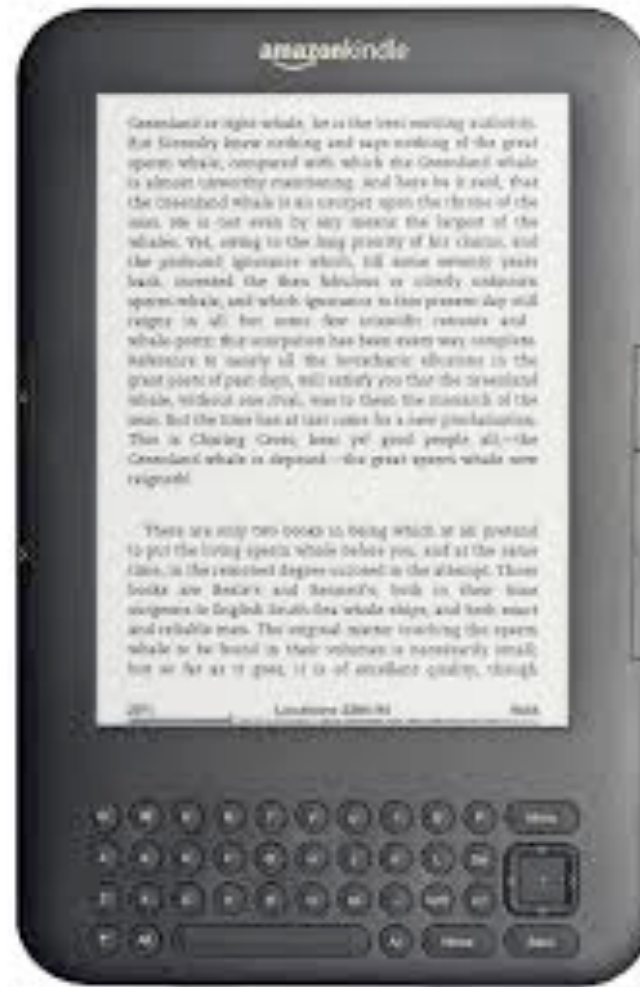 amazonkindle
Greenland or right-whale, he is the best existing authority.
But Scoresby knew nothing and says nothing of the great
sperm whale, compared with which the Greenland whale
is almost unworthy mentioning. And here be it said, that
the Greenland whale is an usurper upon the throne of the
seas. He is not even by any means the largest of the
whales. Yet, owing to the long priority of his claims, and
the profound ignorance which, till some seventy years
back, invested the then fabulous or utterly unknown
sperm-whale, and which ignorance to this present day still
reigns in all but some few scientific retreats and
whale-ports; this usurpation has been every way complete.
Reference to nearly all the leviathanic allusions in the
great poets of past days, will satisfy you that the Greenland
whale, without one rival, was to them the monarch of the
seas. But the time has at last come for a new proclamation.
This is Charing Cross; hear ye! good people all,—the
Greenland whale is deposed,—the great sperm whale now
reigneth!
There are only two books in being which at all pretend
to put the living sperm whale before you, and at the same
time, in the remotest degree succeed in the attempt. Those
books are Beale's and Bennett's; both in their time
surgeons to English South-Sea whale-ships, and both exact
and reliable men. The original matter touching the sperm
whale to be found in their volumes is necessarily small;
but so far as it goes, it is of excellent quality, though